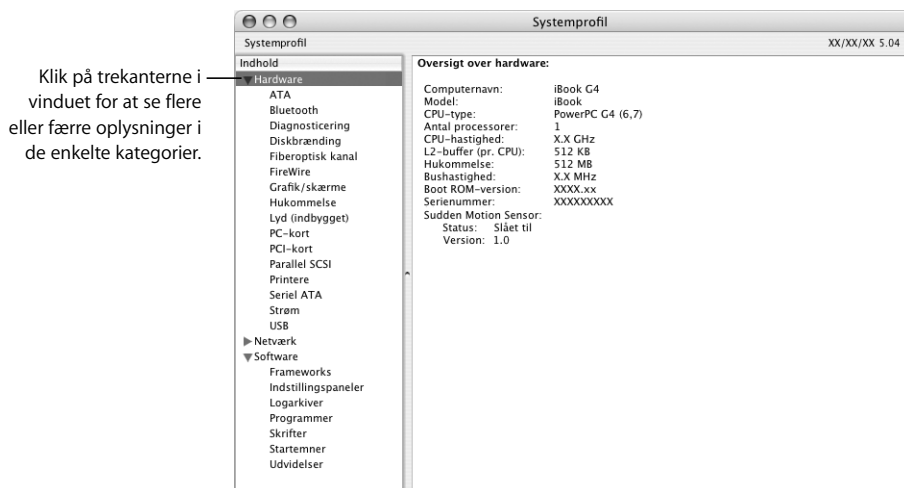 Systemprofil
Systemprofil
XX/XX/XX 5.04
Klik på trekanterne i
vinduet for at se flere
eller færre oplysninger i
de enkelte kategorier.
Indhold
Hardware
ATA
Bluetooth
Diagnosticering
Diskbrænding
Fiberoptisk kanal
FireWire
Grafik/skærme
Hukommelse
Lyd (indbygget)
PC-kort
PCI-kort
Parallel SCSI
Printere
Seriel ATA
Strøm
USB
Netværk
Software
Frameworks
Indstillingspaneler
Logarkiver
Programmer
Skrifter
Startemner
Udvidelser
Oversigt over hardware:
Computernavn: iBook G4
Model: iBook
CPU-type: PowerPC G4 (6,7)
Antal processorer: 1
CPU-hastighed: X.X GHz
L2-buffer (pr. CPU): 512 KB
Hukommelse: 512 MB
Bushastighed: X.X MHz
Boot ROM-version: XXXX.xx
Serienummer: XXXXXXXXX
Sudden Motion Sensor:
Status: Slået til
Version: 1.0